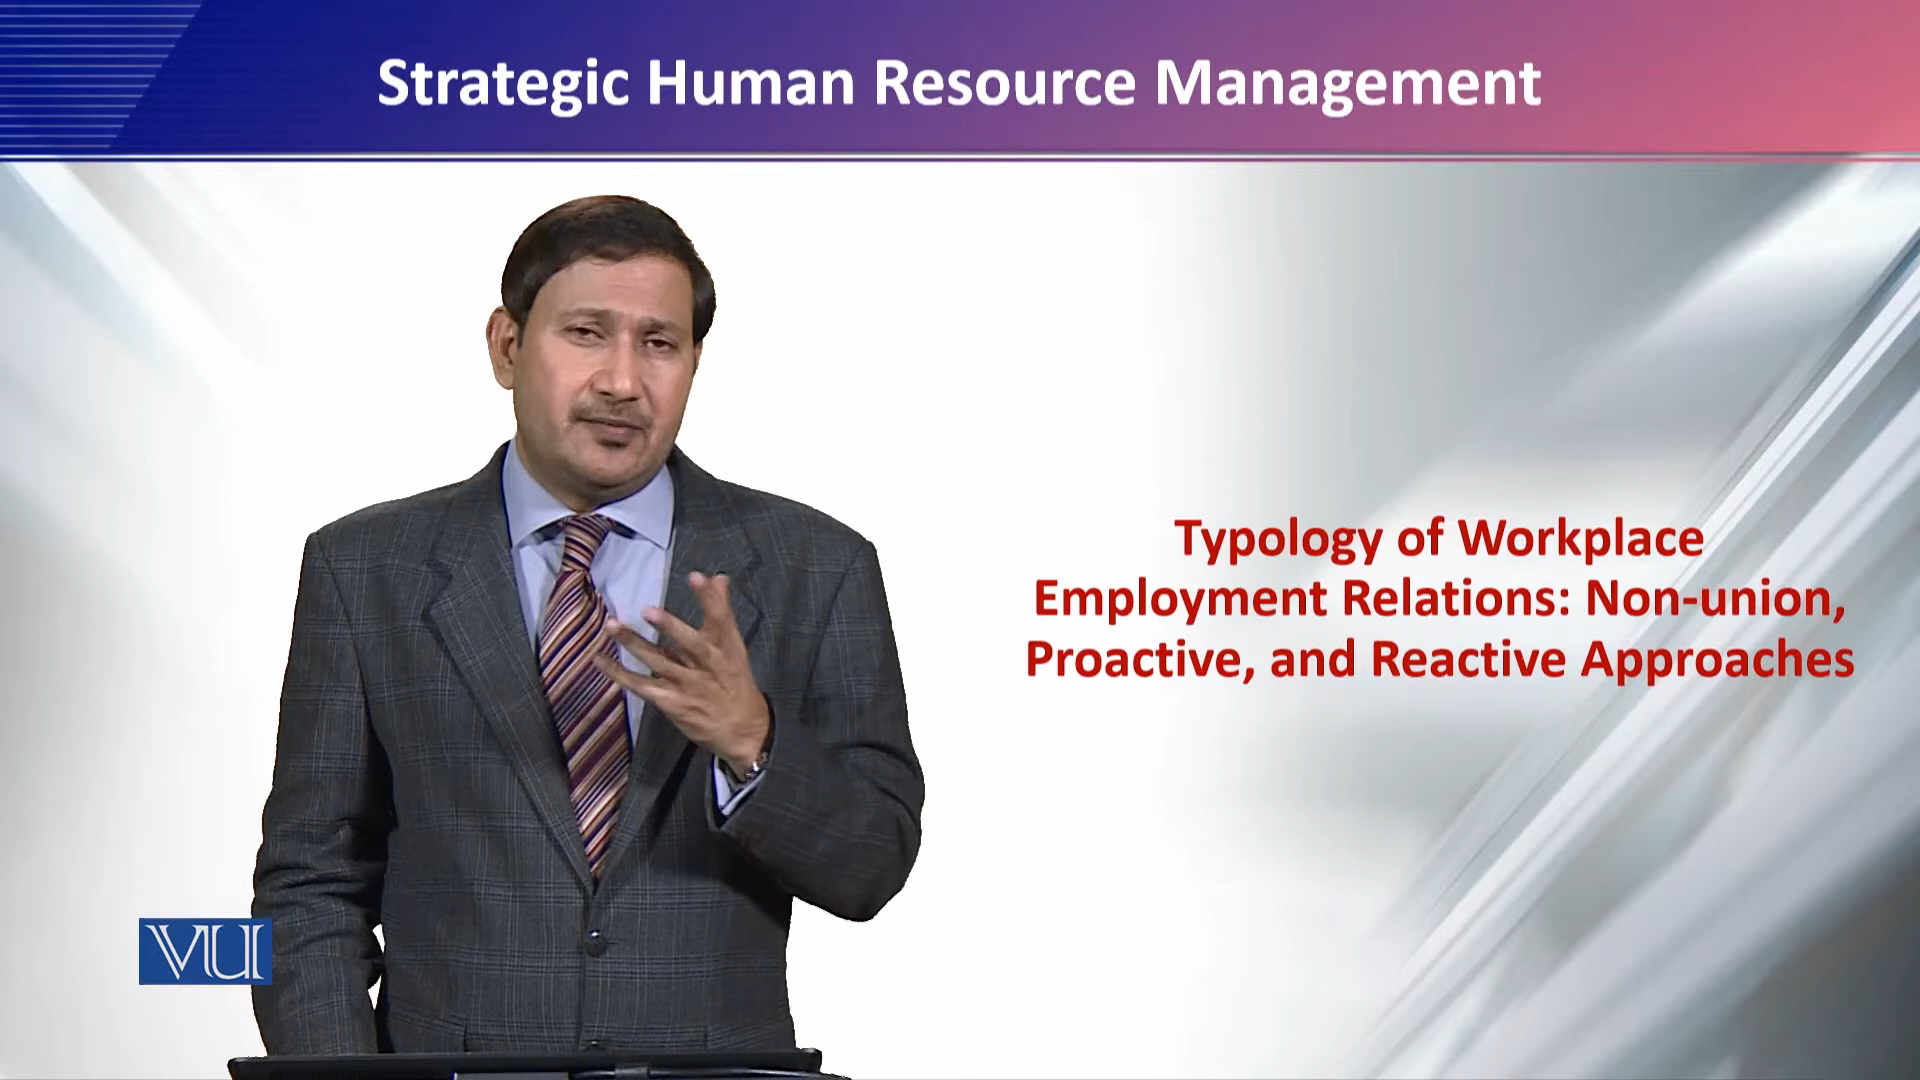 Strategic Human Resource Management
Typology of Workplace
Employment Relations: Non-union,
Proactive, and Reactive Approaches
VU